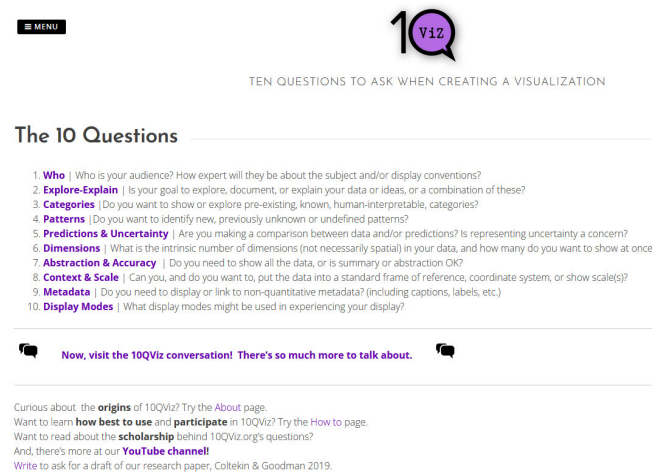 MENU
10 Viz
TEN QUESTIONS TO ASK WHEN CREATING A VISUALIZATION
The 10 Questions
1. Who | Who is your audience? How expert will they be about the subject and/or display conventions?
2. Explore-Explain | Is your goal to explore, document, or explain your data or ideas, or a combination of these?
3. Categories |Do you want to show or explore pre-existing, known, human-interpretable, categories?
4. Patterns |Do you want to identify new, previously unknown or undefined patterns?
5. Predictions & Uncertainty | Are you making a comparison between data and/or predictions? Is representing uncertainty a concern?
6. Dimensions | What is the intrinsic number of dimensions (not necessarily spatial) in your data, and how many do you want to show at once
7. Abstraction & Accuracy | Do you need to show all the data, or is summary or abstraction OK?
8. Context & Scale | Can you, and do you want to, put the data into a standard frame of reference, coordinate system, or show scale(s)?
9. Metadata | Do you need to display or link to non-quantitative metadata? (including captions, labels, etc.)
10. Display Modes | What display modes might be used in experiencing your display?
Now, visit the 10QViz conversation! There's so much more to talk about.
Curious about the origins of 10QViz? Try the About page.
Want to learn how best to use and participate in 10QViz? Try the How to page.
Want to read about the scholarship behind 10QViz.org's questions?
And, there's more at our YouTube channel!
Write to ask for a draft of our research paper, Coltekin & Goodman 2019.